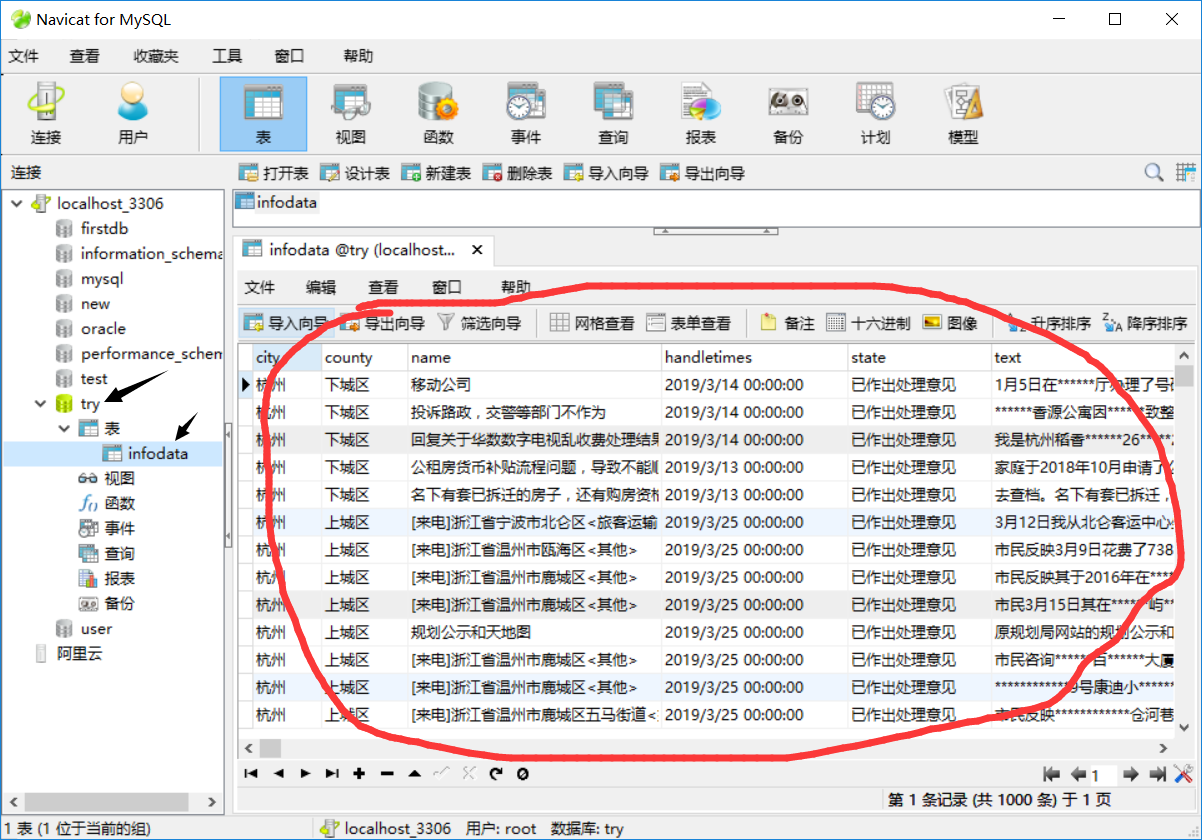 Navicat for MySQL
文件 查看 收藏夹 工具 窗口 帮助
连接 用户 表 视图 函数 事件 查询 报表 备份 计划 模型
连接 打开表 设计表 新建表 删除表 导入向导 导出向导
infodata
localhost_3306
firstdb
information_schema
mysql
new
oracle
performance_schem
test
try
表
infodata
视图
函数
事件
查询
报表
备份
user
阿里云
infodata @try (localhost...
文件 编辑 查看 窗口 帮助
导入向导 导出向导 筛选向导 网格查看 表单查看 备注 十六进制 图像 升序排序 降序排序
city county name handletimes state text
杭州 下城区 移动公司 2019/3/14 00:00:00 已作出处理意见 1月5日在******厅办理了号
杭州 下城区 投诉路政，交警等部门不作为 2019/3/14 00:00:00 已作出处理意见 ******香源公寓因******致整
杭州 下城区 回复关于华数数字电视乱收费处理结果 2019/3/14 00:00:00 已作出处理意见 我是杭州稻香******26*****
杭州 下城区 公租房货币补贴流程问题，导致不能顺 2019/3/13 00:00:00 已作出处理意见 家庭于2018年10月申请了
杭州 下城区 名下有套已拆迁的房子，还有购房资格 2019/3/13 00:00:00 已作出处理意见 去查档。名下有套已拆迁，
杭州 上城区 [来电]浙江省宁波市北仑区<旅客运输 2019/3/25 00:00:00 已作出处理意见 3月12日我从北仑客运中心
杭州 上城区 [来电]浙江省温州市瓯海区<其他> 2019/3/25 00:00:00 已作出处理意见 市民反映3月9日花费了738
杭州 上城区 [来电]浙江省温州市鹿城区<其他> 2019/3/25 00:00:00 已作出处理意见 市民反映其于2016年在****
杭州 上城区 [来电]浙江省温州市鹿城区<其他> 2019/3/25 00:00:00 已作出处理意见 市民3月15日其在******屿**
杭州 上城区 规划公示和天地图 2019/3/25 00:00:00 已作出处理意见 原规划局网站的规划公示和
杭州 上城区 [来电]浙江省温州市鹿城区<其他> 2019/3/25 00:00:00 已作出处理意见 市民咨询******百******大厦
杭州 上城区 [来电]浙江省温州市鹿城区<其他> 2019/3/25 00:00:00 已作出处理意见 ************9号康迪小******
杭州 上城区 [来电]浙江省温州市鹿城区五马街道< 2019/3/25 00:00:00 已作出处理意见 市民反映************仓河巷
1
第 1 条记录 (共 1000 条) 于 1 页
1 表 (1 位于当前的组) localhost_3306 用户: root 数据库: try